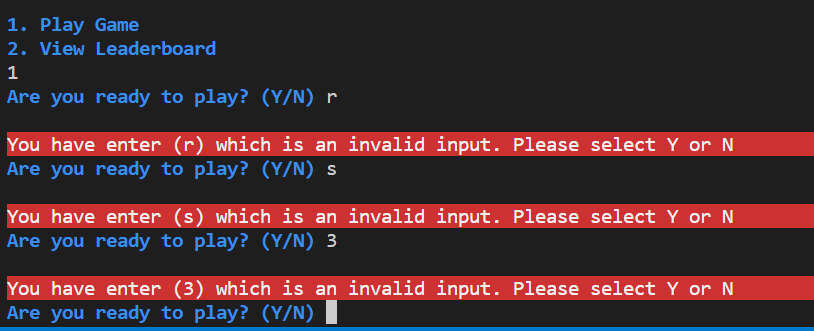 1. Play Game
2. View Leaderboard
1
Are you ready to play? (Y/N) r
You have enter (r) which is an invalid input. Please select Y or N
Are you ready to play? (Y/N) s
You have enter (s) which is an invalid input. Please select Y or N
Are you ready to play? (Y/N) 3
You have enter (3) which is an invalid input. Please select Y or N
Are you ready to play? (Y/N)